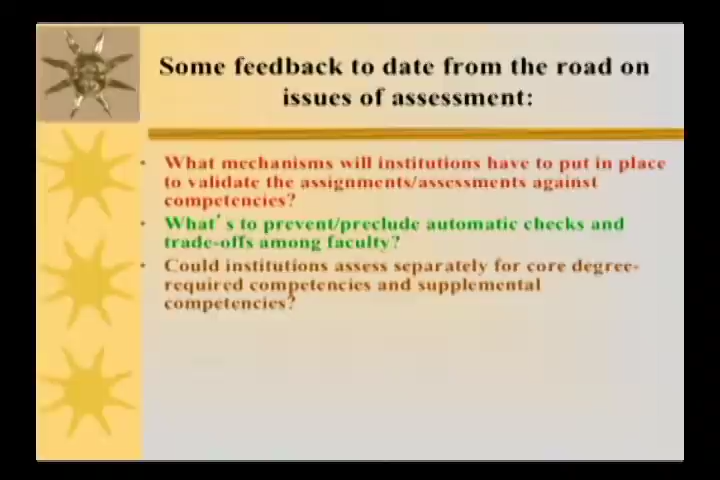 Some feedback to date from the road on
issues of assessment:
• What mechanisms will institutions have to put in place
to validate the assignments/assessments against
competencies?
• What's to prevent/preclude automatic checks and
trade-offs among faculty?
• Could institutions assess separately for core degree-
required competencies and supplemental
competencies?